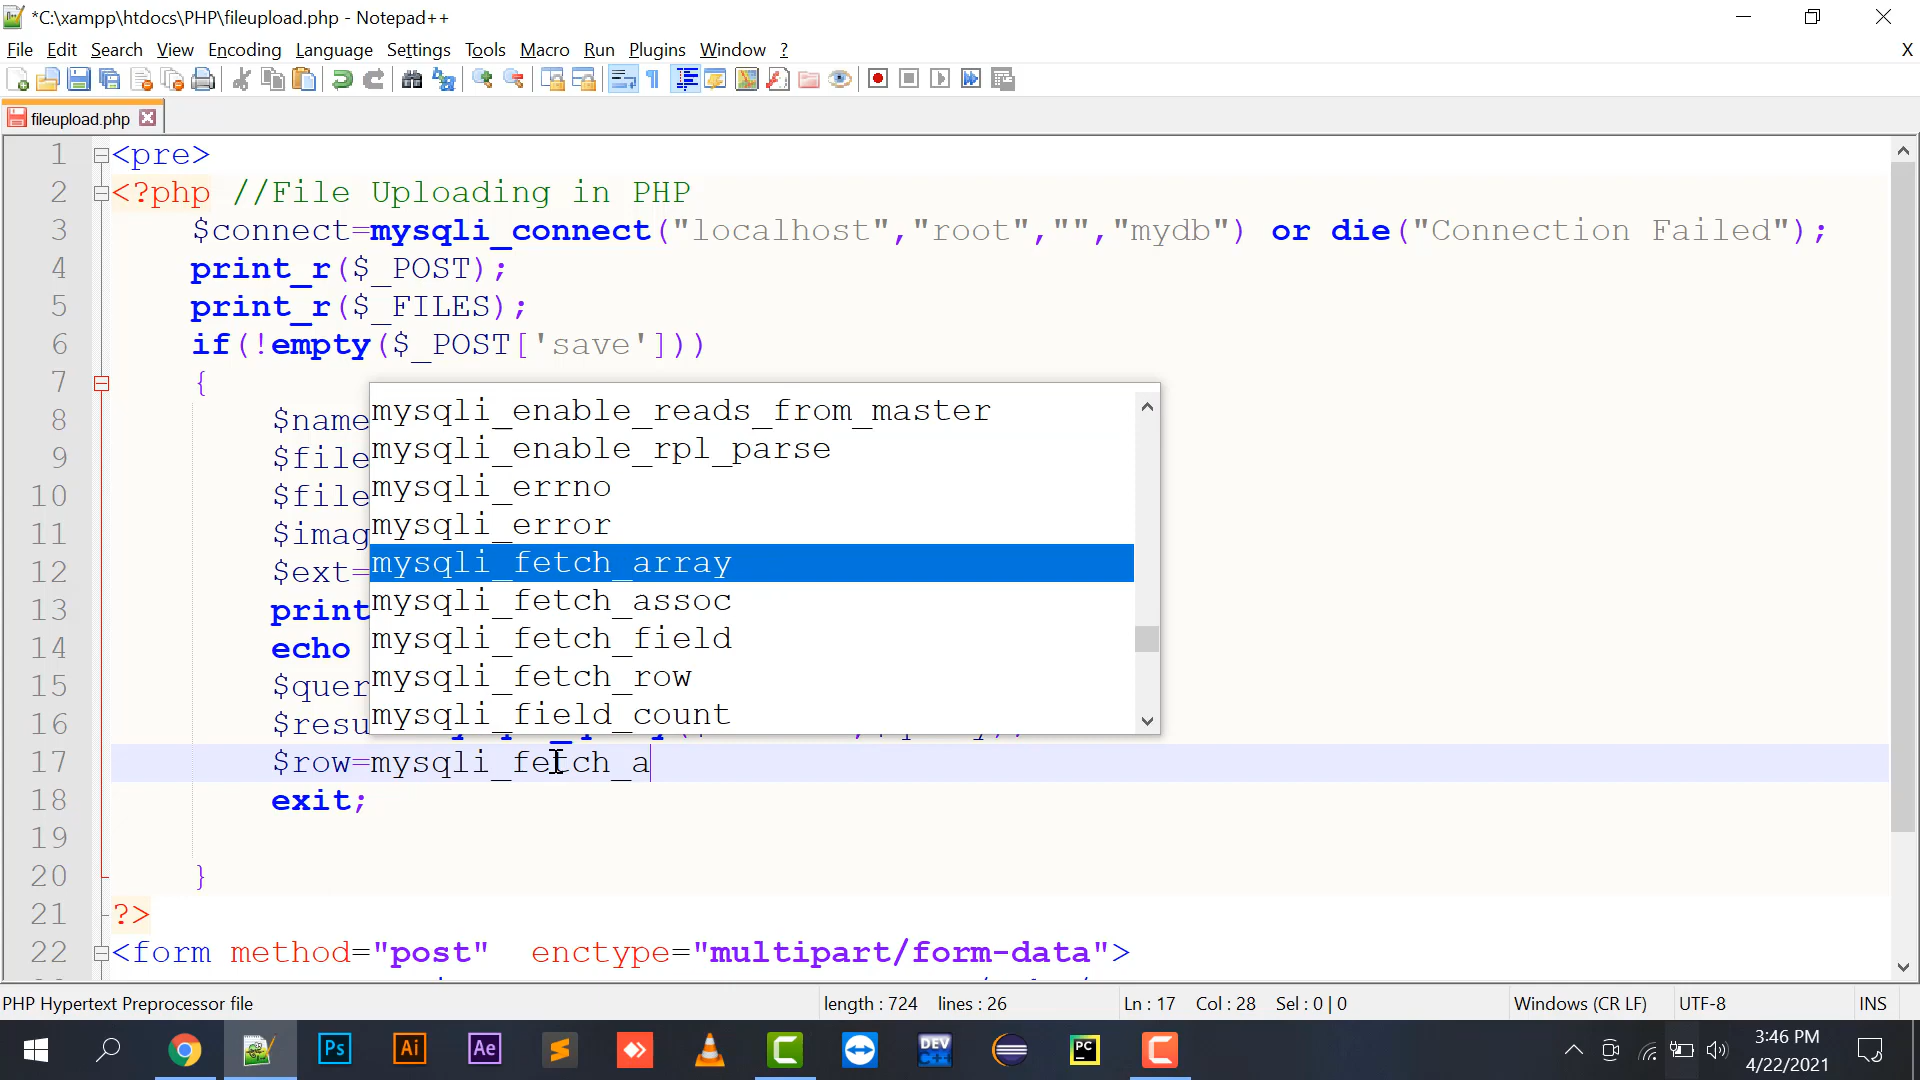 *C:\xampp\htdocs\PHP\fileupload.php - Notepad++
File Edit Search View Encoding Language Settings Tools Macro Run Plugins Window ? X
fileupload.php
1 <pre>
2 <?php //File Uploading in PHP
3 $connect=mysqli_connect("localhost","root","","mydb") or die("Connection Failed");
4 print_r($_POST);
5 print_r($_FILES);
6 if(!empty($_POST['save']))
7 {
8 $name
9 $file
10 $file
11 $imag
12 $ext=
13 print
14 echo
15 $quer
16 $resu
mysqli_enable_reads_from_master
mysqli_enable_rpl_parse
mysqli_errno
mysqli_error
mysqli_fetch_array
mysqli_fetch_assoc
mysqli_fetch_field
mysqli_fetch_row
mysqli_field_count
17 $row=mysqli_fetch_a
18 exit;
19
20 }
21 ?>
22 <form method="post" enctype="multipart/form-data">
PHP Hypertext Preprocessor file length : 724 lines : 26 Ln : 17 Col : 28 Sel : 0 | 0 Windows (CR LF) UTF-8 INS
Ps Ai Ae DEV C++ PC
3:46 PM
4/22/2021